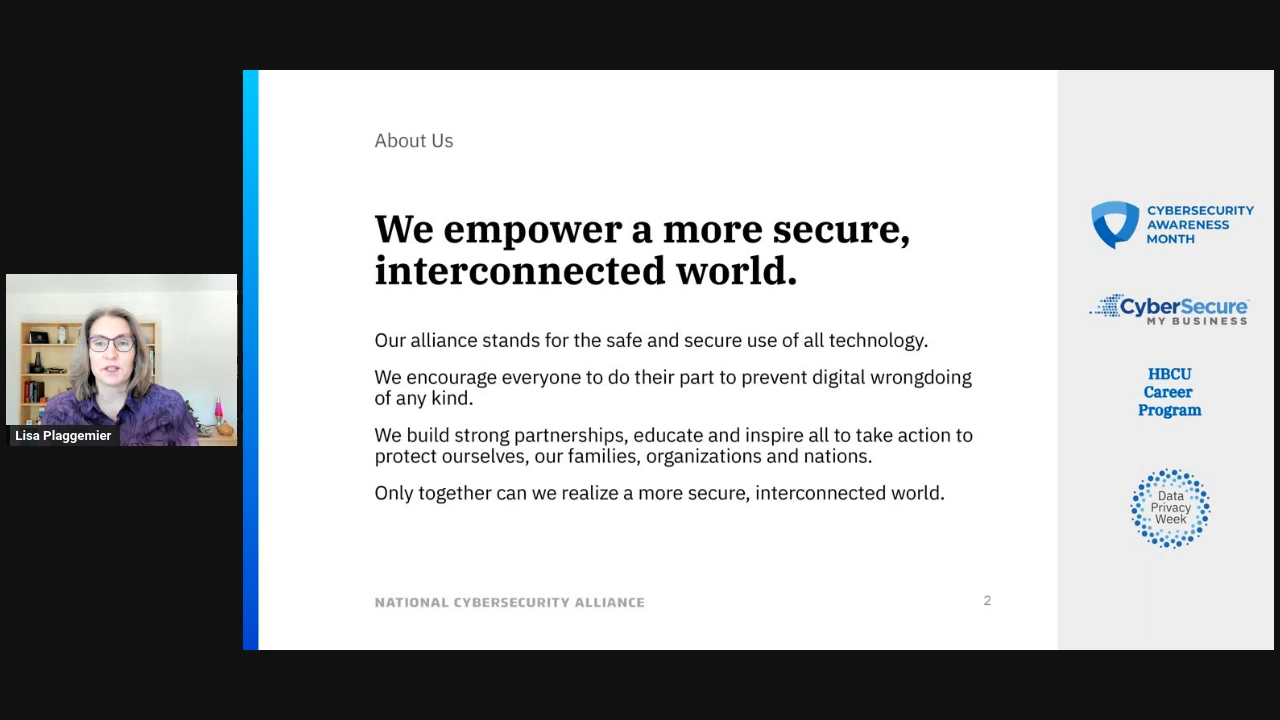 About Us
We empower a more secure,
interconnected world.
Our alliance stands for the safe and secure use of all technology.
We encourage everyone to do their part to prevent digital wrongdoing
of any kind.
We build strong partnerships, educate and inspire all to take action to
protect ourselves, our families, organizations and nations.
Only together can we realize a more secure, interconnected world.
NATIONAL CYBERSECURITY ALLIANCE
2
CYBERSECURITY
AWARENESS
MONTH
CyberSecure™
MY BUSINESS
HBCU
Career
Program
Data
Privacy
Week
Lisa Plaggemier